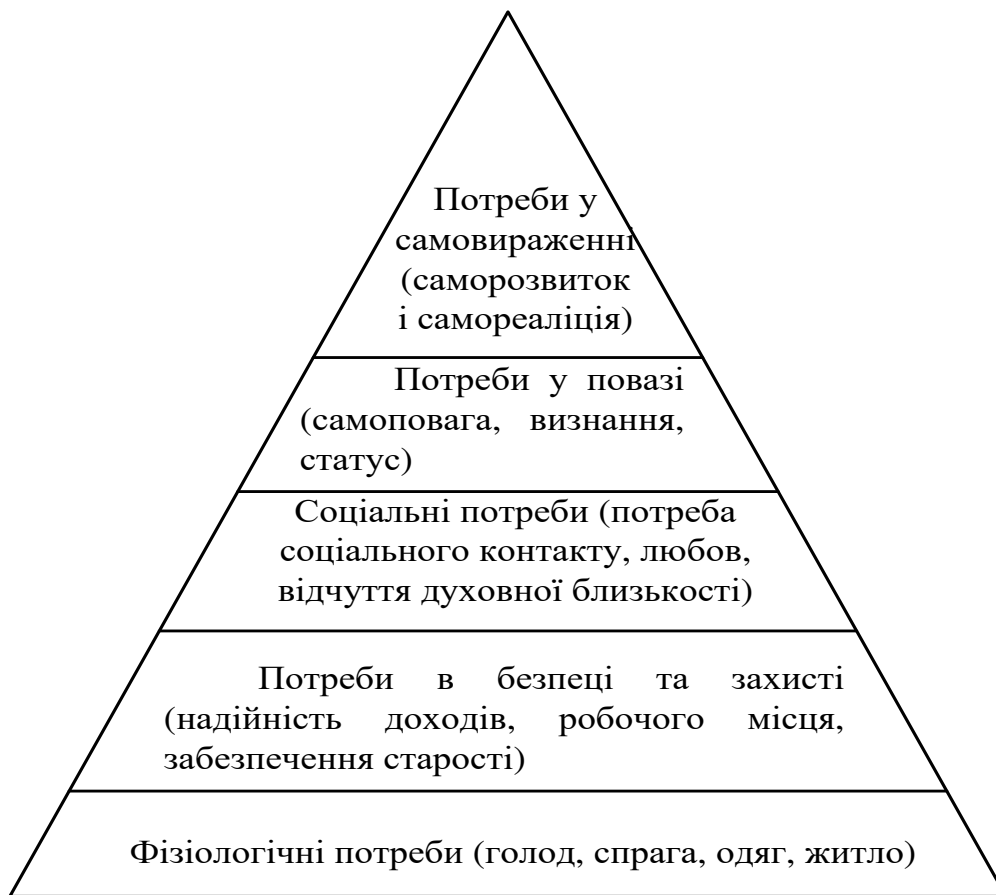 Потреби у
самовираженні
(саморозвиток
і самореаліція)
Потреби у повазі
(самоповага, визнання,
статус)
Соціальні потреби (потреба
соціального контакту, любов,
відчуття духовної близькості)
Потреби в безпеці та захисті
(надійність доходів, робочого місця,
забезпечення старості)
Фізіологічні потреби (голод, спрага, одяг, житло)